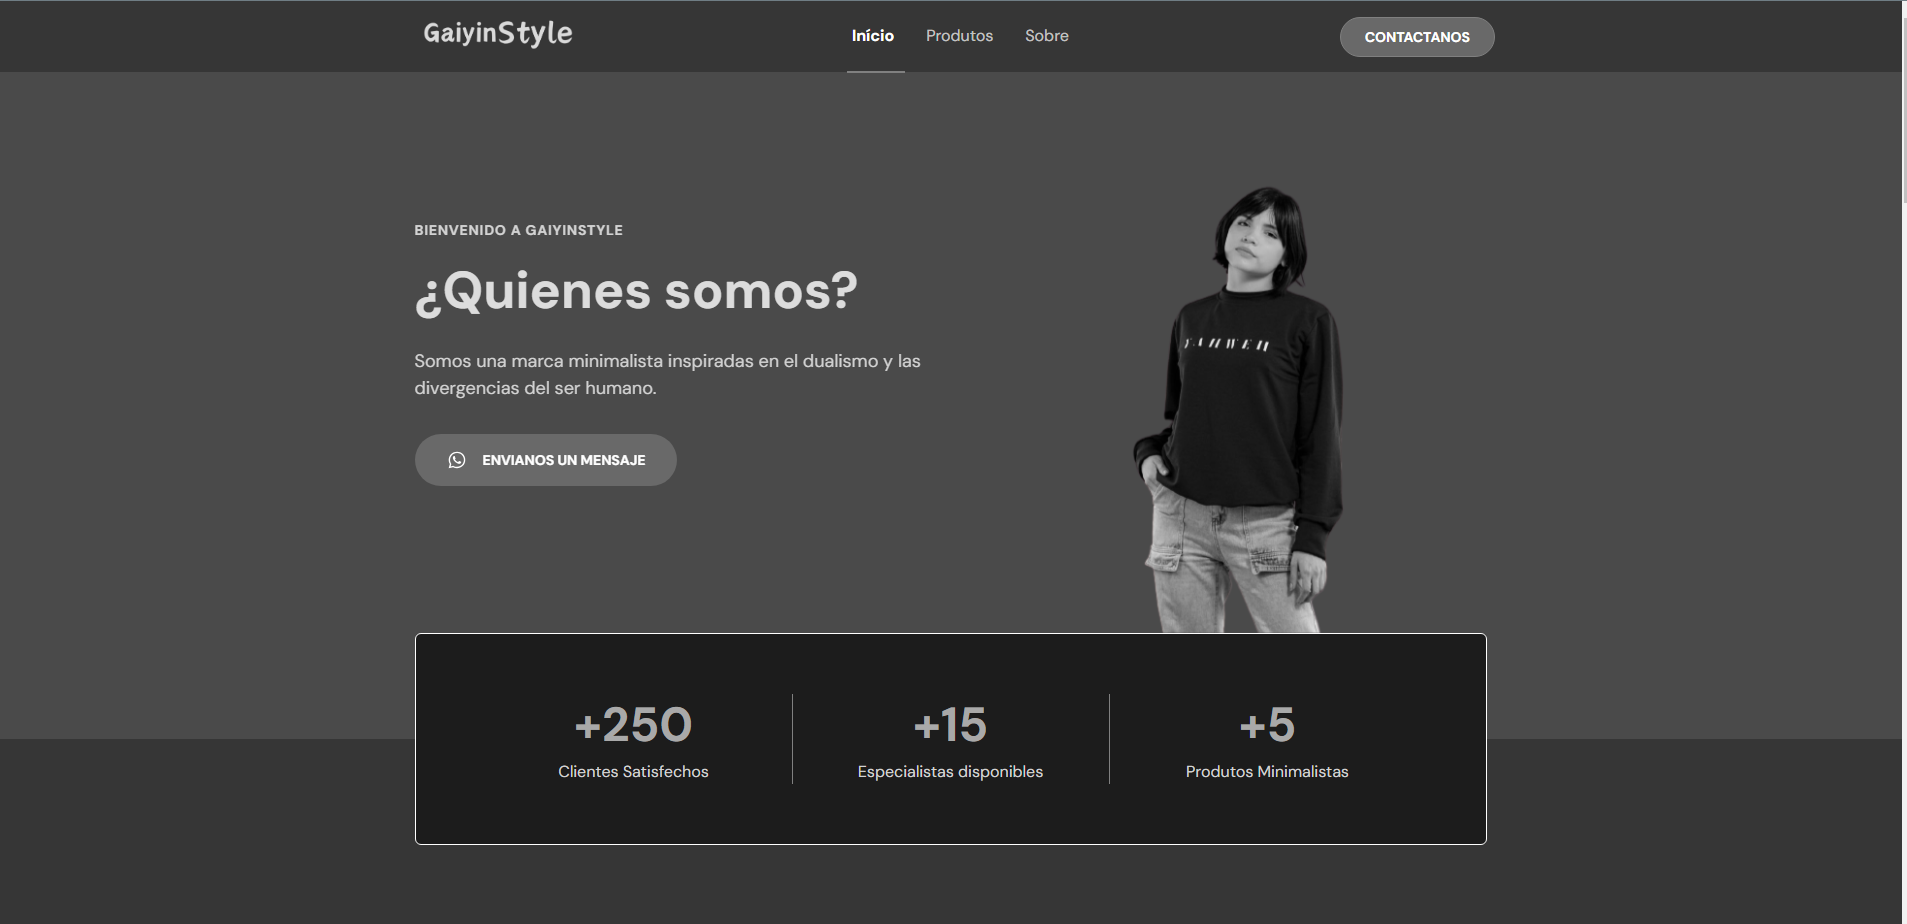 GaiyinStyle
Início
Produtos
Sobre
CONTACTANOS
BIENVENIDO A GAIYINSTYLE
¿Quienes somos?
Somos una marca minimalista inspiradas en el dualismo y las
divergencias del ser humano.
ENVIANOS UN MENSAJE
YAHWEH
+250
Clientes Satisfechos
+15
Especialistas disponibles
+5
Produtos Minimalistas